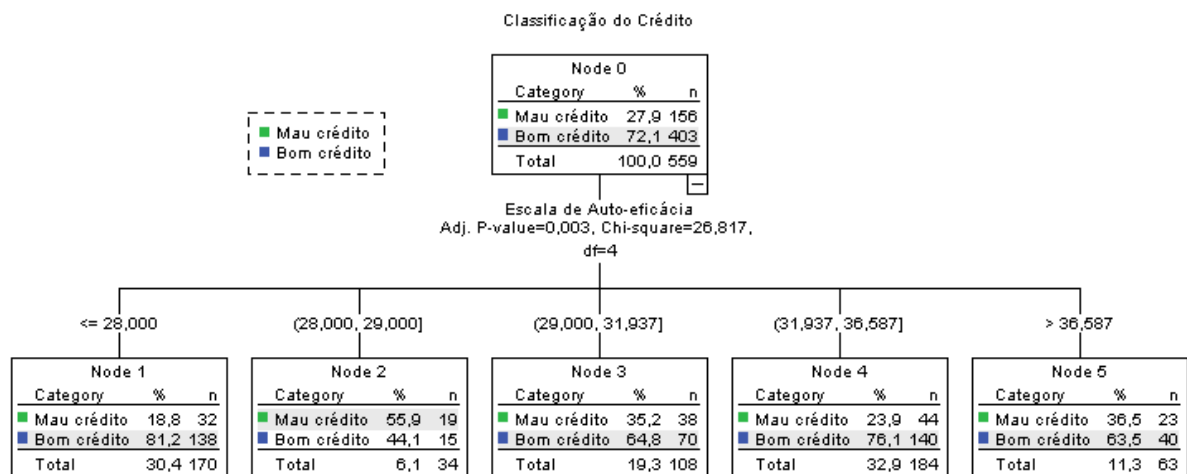 Classificação do Crédito
Mau crédito
Bom crédito
Node 0
Category % n
Mau crédito 27,9 156
Bom crédito 72,1 403
Total 100,0 559
Escala de Auto-eficácia
Adj. P-value=0,003, Chi-square=26,817,
df=4
<= 28,000
(28,000, 29,000]
(29,000, 31,937]
(31,937, 36,587]
> 36,587
Node 1
Category % n
Mau crédito 18,8 32
Bom crédito 81,2 138
Total 30,4 170
Node 2
Category % n
Mau crédito 55,9 19
Bom crédito 44,1 15
Total 6,1 34
Node 3
Category % n
Mau crédito 35,2 38
Bom crédito 64,8 70
Total 19,3 108
Node 4
Category % n
Mau crédito 23,9 44
Bom crédito 76,1 140
Total 32,9 184
Node 5
Category % n
Mau crédito 36,5 23
Bom crédito 63,5 40
Total 11,3 63